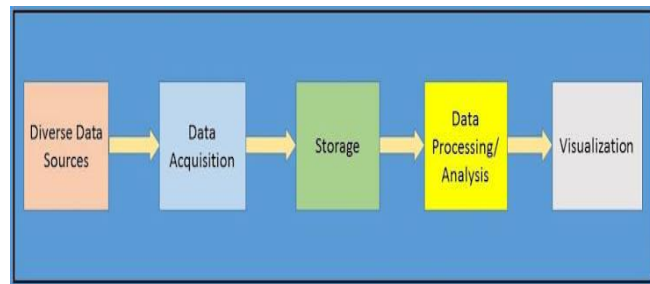 Diverse Data
Sources
Data
Acquisition
Storage
Data
Processing/
Analysis
Visualization